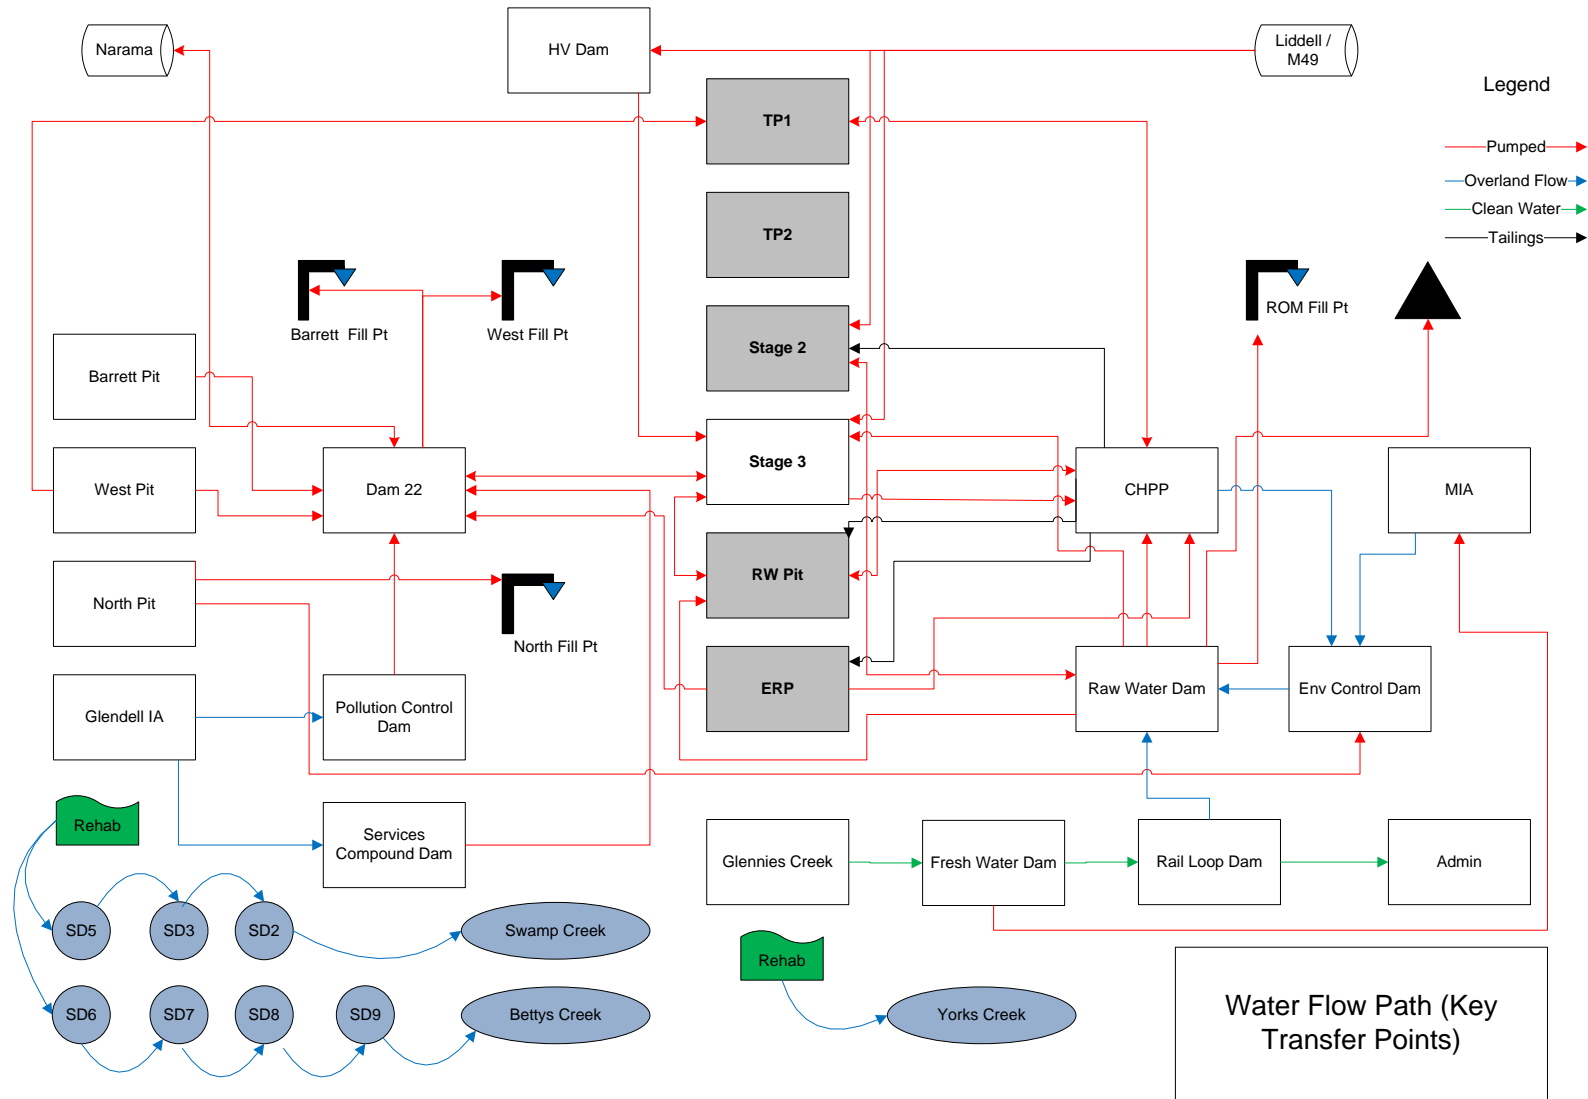 Narama
HV Dam
Liddell /
M49
Legend
Pumped
Overland Flow
Clean Water
Tailings
TP1
TP2
Barrett  Fill Pt
West Fill Pt
ROM Fill Pt
Stage 2
Barrett Pit
Stage 3
West Pit
Dam 22
CHPP
MIA
RW Pit
North Pit
North Fill Pt
ERP
Glendell IA
Pollution Control
Dam
Raw Water Dam
Env Control Dam
Rehab
Services
Compound Dam
Glennies Creek
Fresh Water Dam
Rail Loop Dam
Admin
SD5
SD3
SD2
Swamp Creek
Rehab
SD6
SD7
SD8
SD9
Bettys Creek
Yorks Creek
Water Flow Path (Key
Transfer Points)